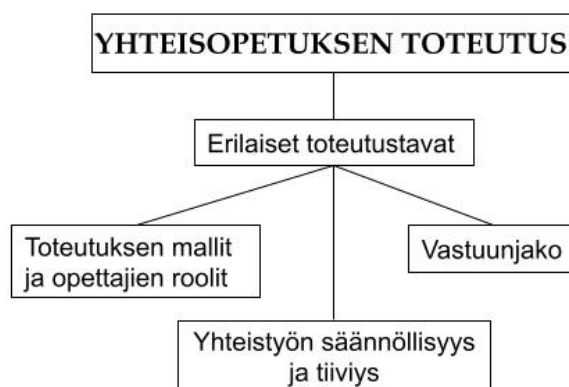 YHTEISOPETUKSEN TOTEUTUS
Erilaiset toteutustavat
Toteutuksen mallit
ja opettajien roolit
Vastuunjako
Yhteistyön säännöllisyys
ja tiiviys